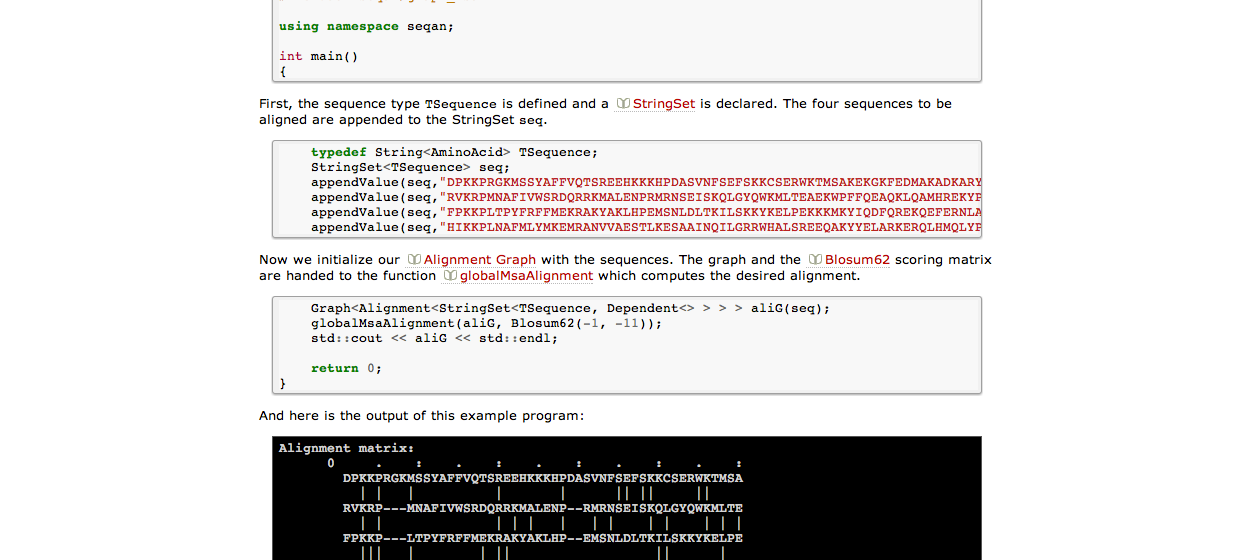 using namespace seqan;
int main()
{
First, the sequence type TSequence is defined and a StringSet is declared. The four sequences to be
aligned are appended to the StringSet seq.
typedef String<AminoAcid> TSequence;
StringSet<TSequence> seq;
appendValue(seq,"DPKKPRGKMSSYAFFVQTSREEHKKKHPDASVNFSEFSKKCSERWKTMSAKEKGKFEDMAKADKARY
appendValue(seq,"RVKRPMNAFIVWSRDQRRKMALENPRMRNSEISKQLGYQWKMLTEAEKWPFFQEAQKLQAMHREKYP
appendValue(seq,"FPKKPLTPYFRFFMEKRAKYAKLHPEMSNLDLTKILSKKYKELPEKKKMKYIQDFQREKQEFERNLA
appendValue(seq,"HIKKPLNAFMLYMKEMRANVVAESTLKESAAINQILGRRWHALSREEQAKYYELARKERQLHMQLYP
Now we initialize our Alignment Graph with the sequences. The graph and the Blosum62 scoring matrix
are handed to the function globalMsaAlignment which computes the desired alignment.
Graph<Alignment<StringSet<TSequence, Dependent<> > > > aliG(seq);
globalMsaAlignment(aliG, Blosum62(-1, -11));
std::cout << aliG << std::endl;
return 0;
}
And here is the output of this example program:
Alignment matrix:
0 . : . : . : . : . :
DPKKPRGKMSSYAFFVQTSREEHKKKHPDASVNFSEFSKKCSERWKTMSA
|| | | | | || || ||
RVKRP---MNAFIVWSRDQRRKMALENP--RMRNSEISKQLGYQWKMLTE
| | | | | | | | | | | | |
FPKKP---LTPYFRFFMEKRAKYAKLHP--EMSNLDLTKILSKKYKELPE
||| | | || || |